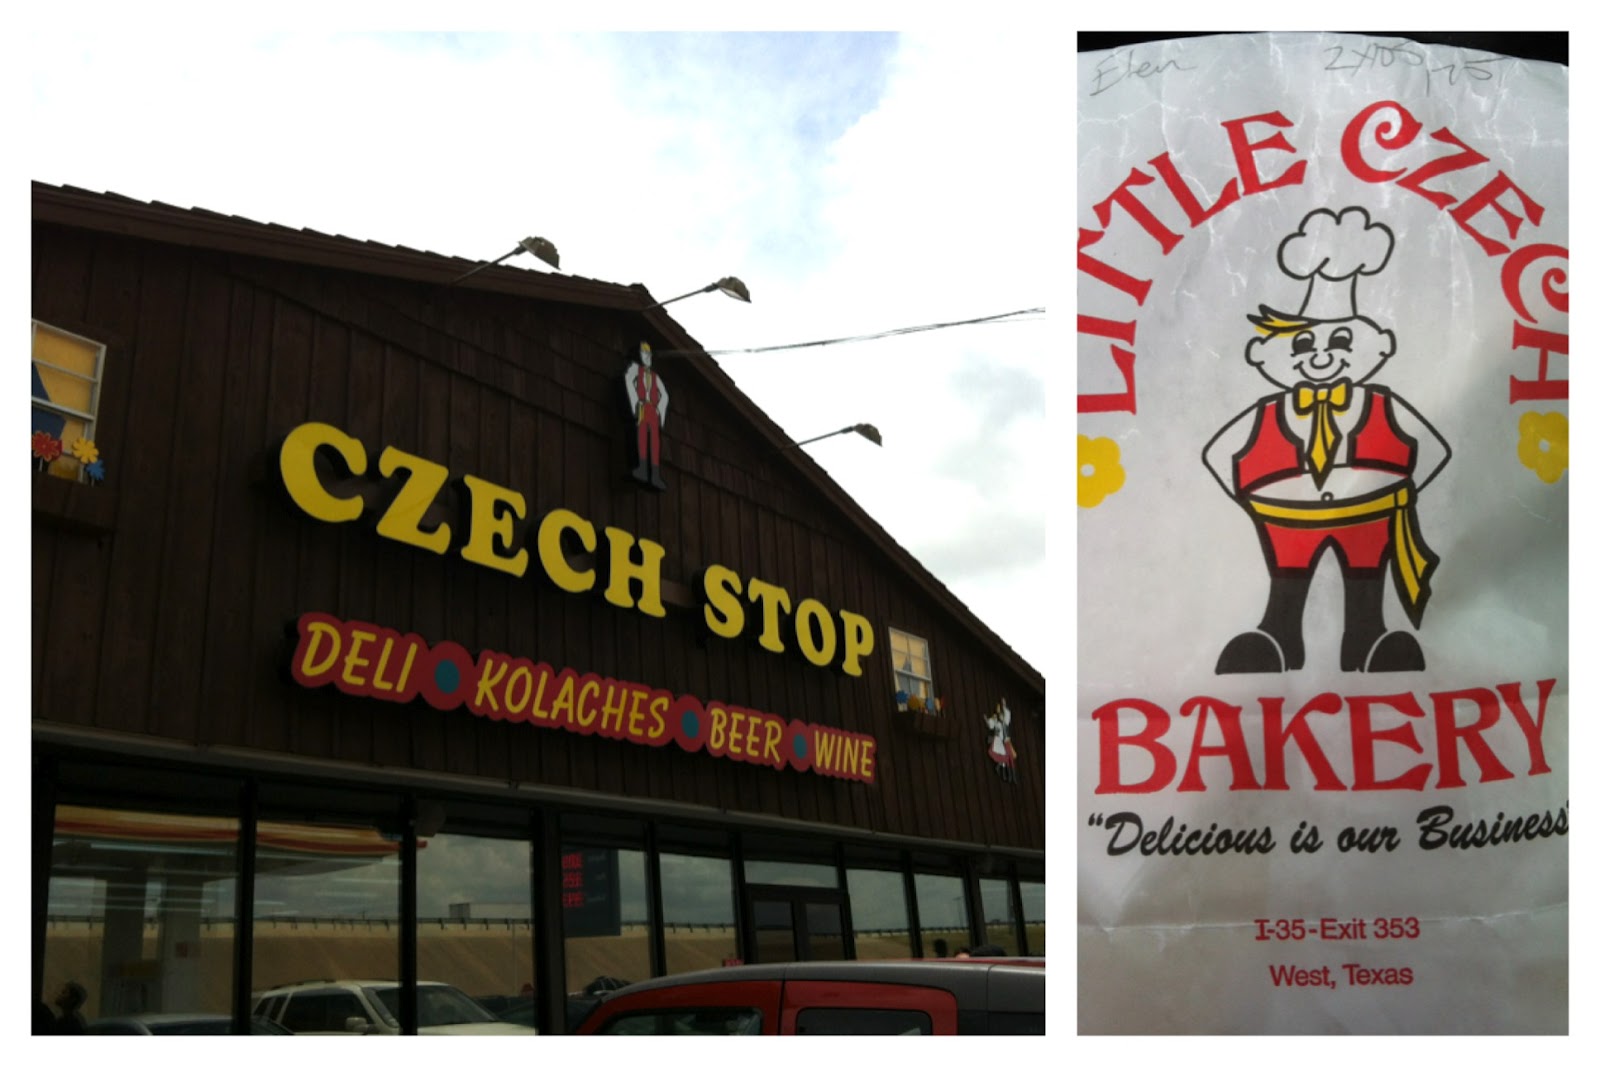 CZECH STOP
DELI • KOLACHES • BEER • WINE
LITTLE CZECH
BAKERY
"Delicious is our Business"
I-35-Exit 353
West, Texas